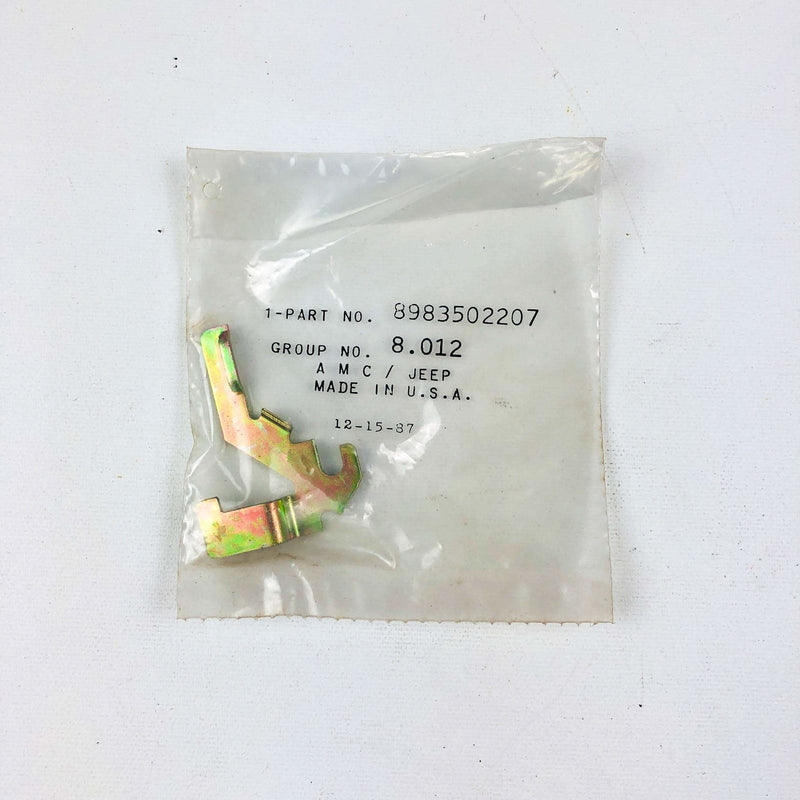 1-PART NO. 8983502207
GROUP NO. 8.012
A M C / JEEP
MADE IN U.S.A.
12-15-87